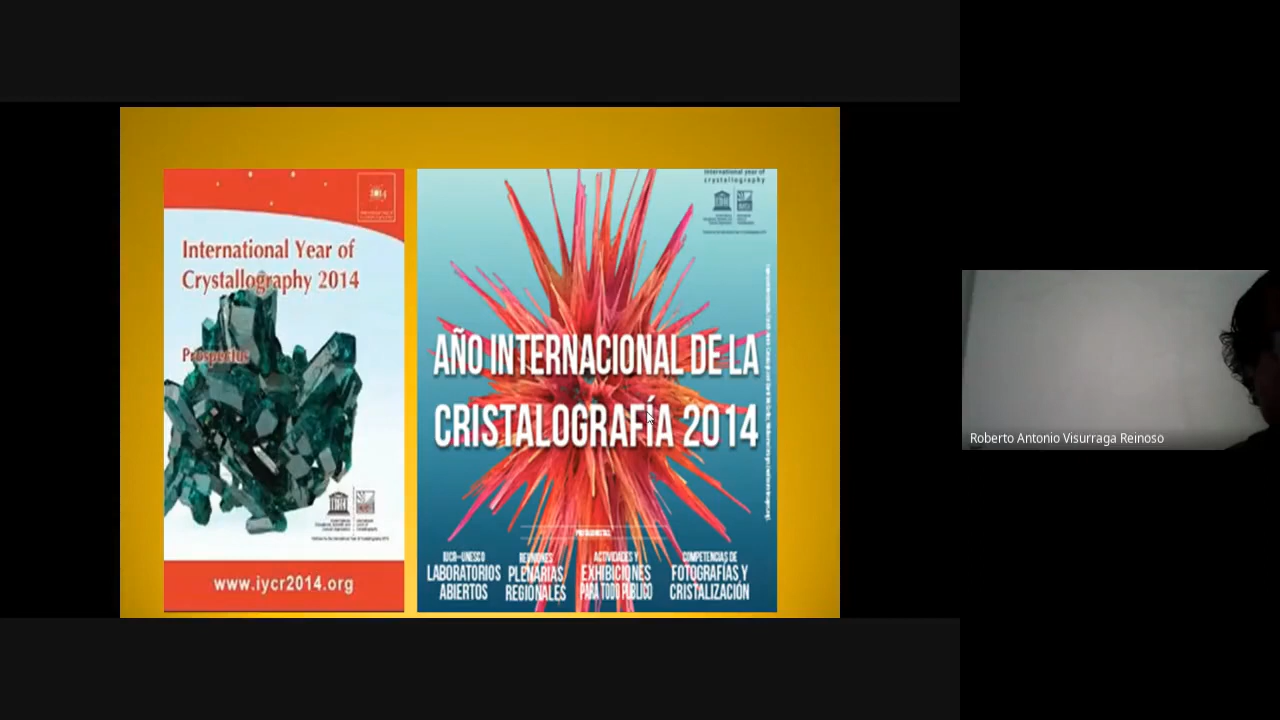 International Year of
Crystallography 2014
Prospectus
www.iycr2014.org
international year of
crystallography
AÑO INTERNACIONAL DE LA
CRISTALOGRAFÍA 2014
IUCR-UNESCO
LABORATORIOS
ABIERTOS
REUNIONES
PLENARIAS
REGIONALES
ACTIVIDADES Y
EXHIBICIONES
PARA TODO PÚBLICO
COMPETENCIAS DE
FOTOGRAFÍAS Y
CRISTALIZACIÓN
Roberto Antonio Visurraga Reinoso